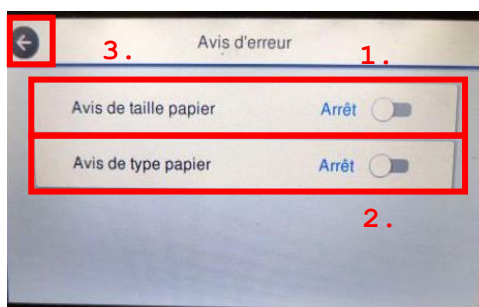 3. Avis d'erreur 1.
Avis de taille papier Arrêt
Avis de type papier Arrêt
2.